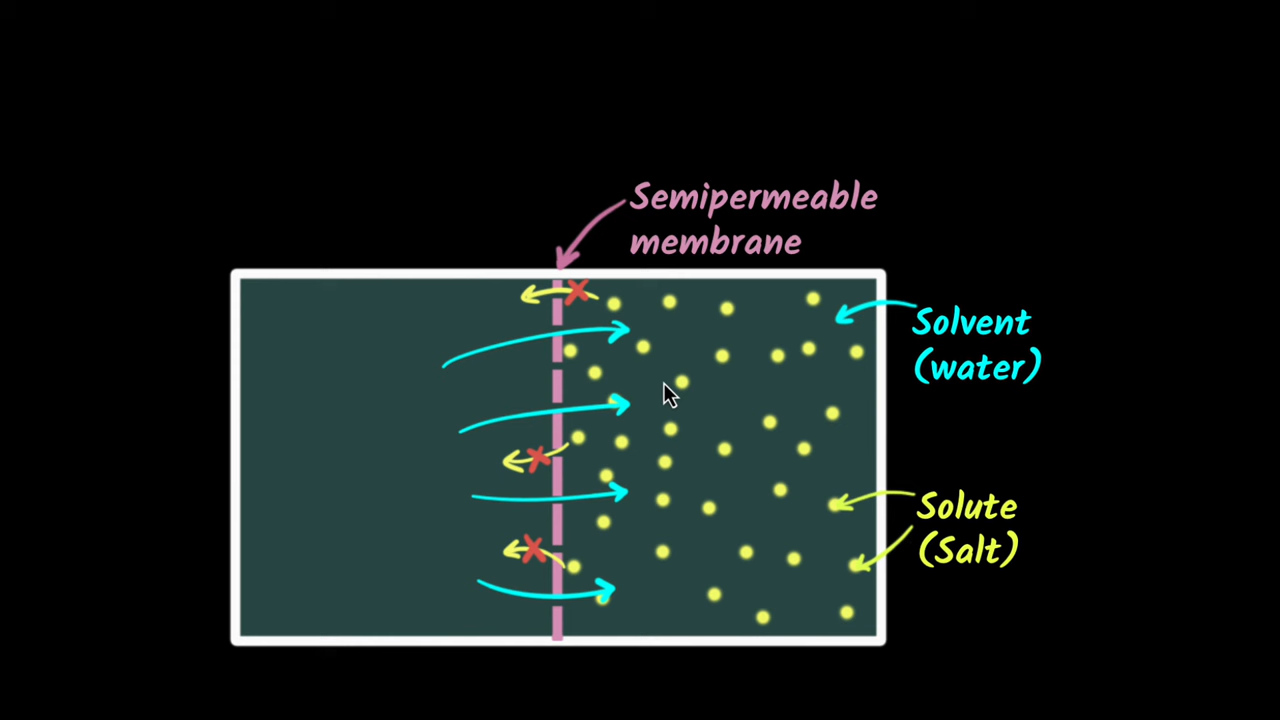 Semipermeable
membrane
Solvent
(water)
Solute
(Salt)